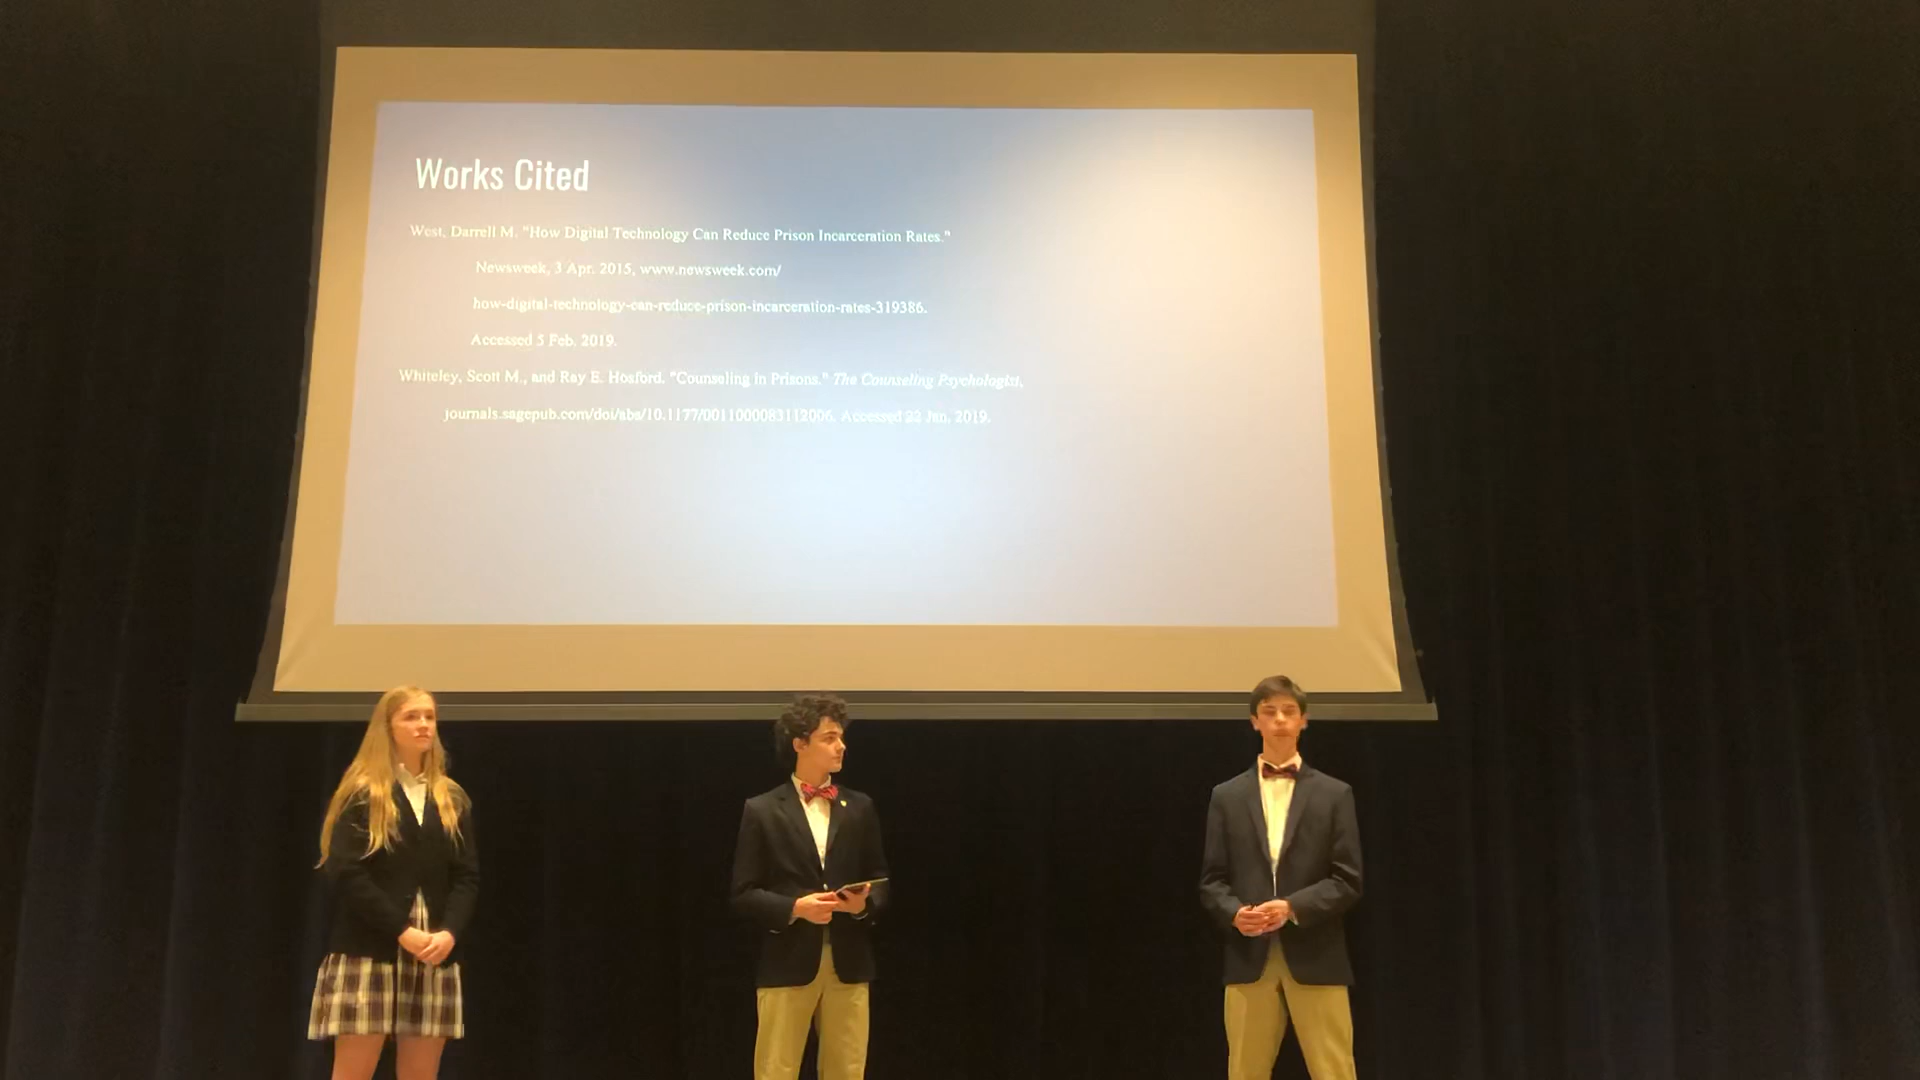 Works Cited
West, Darrell M. "How Digital Technology Can Reduce Prison Incarceration Rates."
Newsweek, 3 Apr. 2015, www.newsweek.com/
how-digital-technology-can-reduce-prison-incarceration-rates-319386.
Accessed 5 Feb. 2019.
Whiteley, Scott M., and Ray E. Hosford. "Counseling in Prisons." The Counseling Psychologist,
journals.sagepub.com/doi/abs/10.1177/0011000083112006. Accessed 22 Jan. 2019.